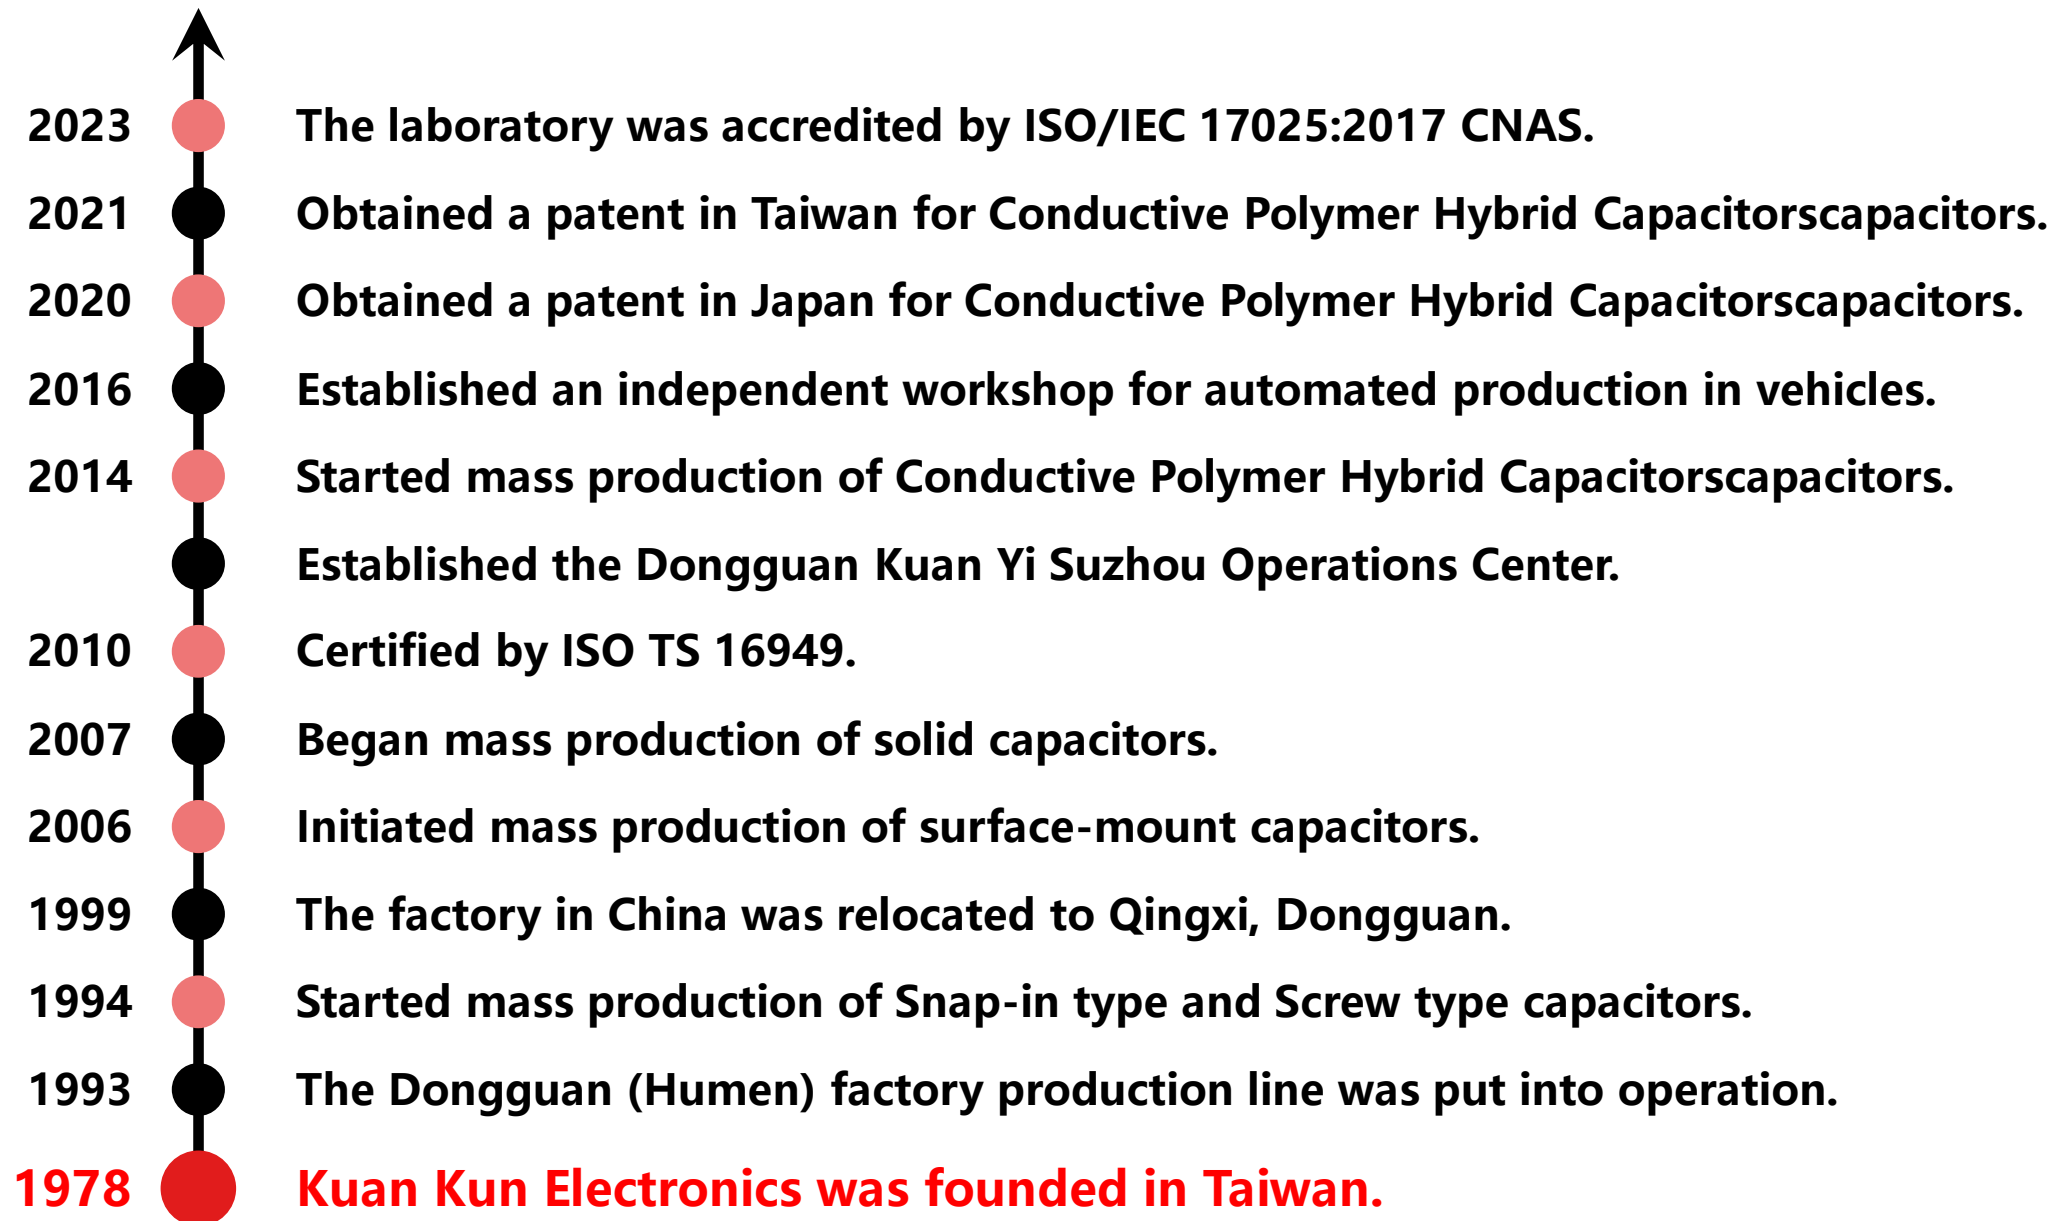 2023 The laboratory was accredited by ISO/IEC 17025:2017 CNAS.
2021 Obtained a patent in Taiwan for Conductive Polymer Hybrid Capacitorscapacitors.
2020 Obtained a patent in Japan for Conductive Polymer Hybrid Capacitorscapacitors.
2016 Established an independent workshop for automated production in vehicles.
2014 Started mass production of Conductive Polymer Hybrid Capacitorscapacitors.
Established the Dongguan Kuan Yi Suzhou Operations Center.
2010 Certified by ISO TS 16949.
2007 Began mass production of solid capacitors.
2006 Initiated mass production of surface-mount capacitors.
1999 The factory in China was relocated to Qingxi, Dongguan.
1994 Started mass production of Snap-in type and Screw type capacitors.
1993 The Dongguan (Humen) factory production line was put into operation.
1978 Kuan Kun Electronics was founded in Taiwan.